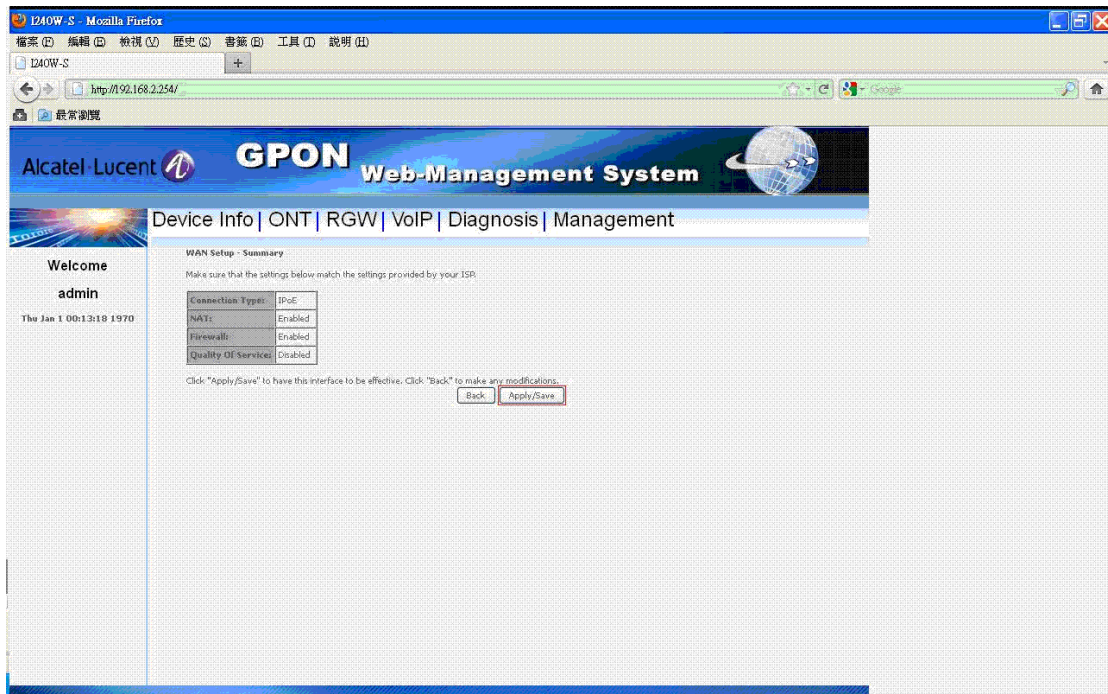 I240W-S - Mozilla Firefox
檔案(F) 編輯(E) 檢視(V) 歷史(S) 書籤(B) 工具(T) 說明(H)
I240W-S +
http://192.168.2.254/ Google
最常瀏覽
Alcatel·Lucent GPON Web-Management System
Device Info | ONT | RGW | VoIP | Diagnosis | Management
Welcome
admin
Thu Jan 1 00:13:18 1970
WAN Setup - Summary
Make sure that the settings below match the settings provided by your ISP.
Connection Type: IPoE
NAT: Enabled
Firewall: Enabled
Quality Of Service: Disabled
Click "Apply/Save" to have this interface to be effective. Click "Back" to make any modifications.
Back Apply/Save